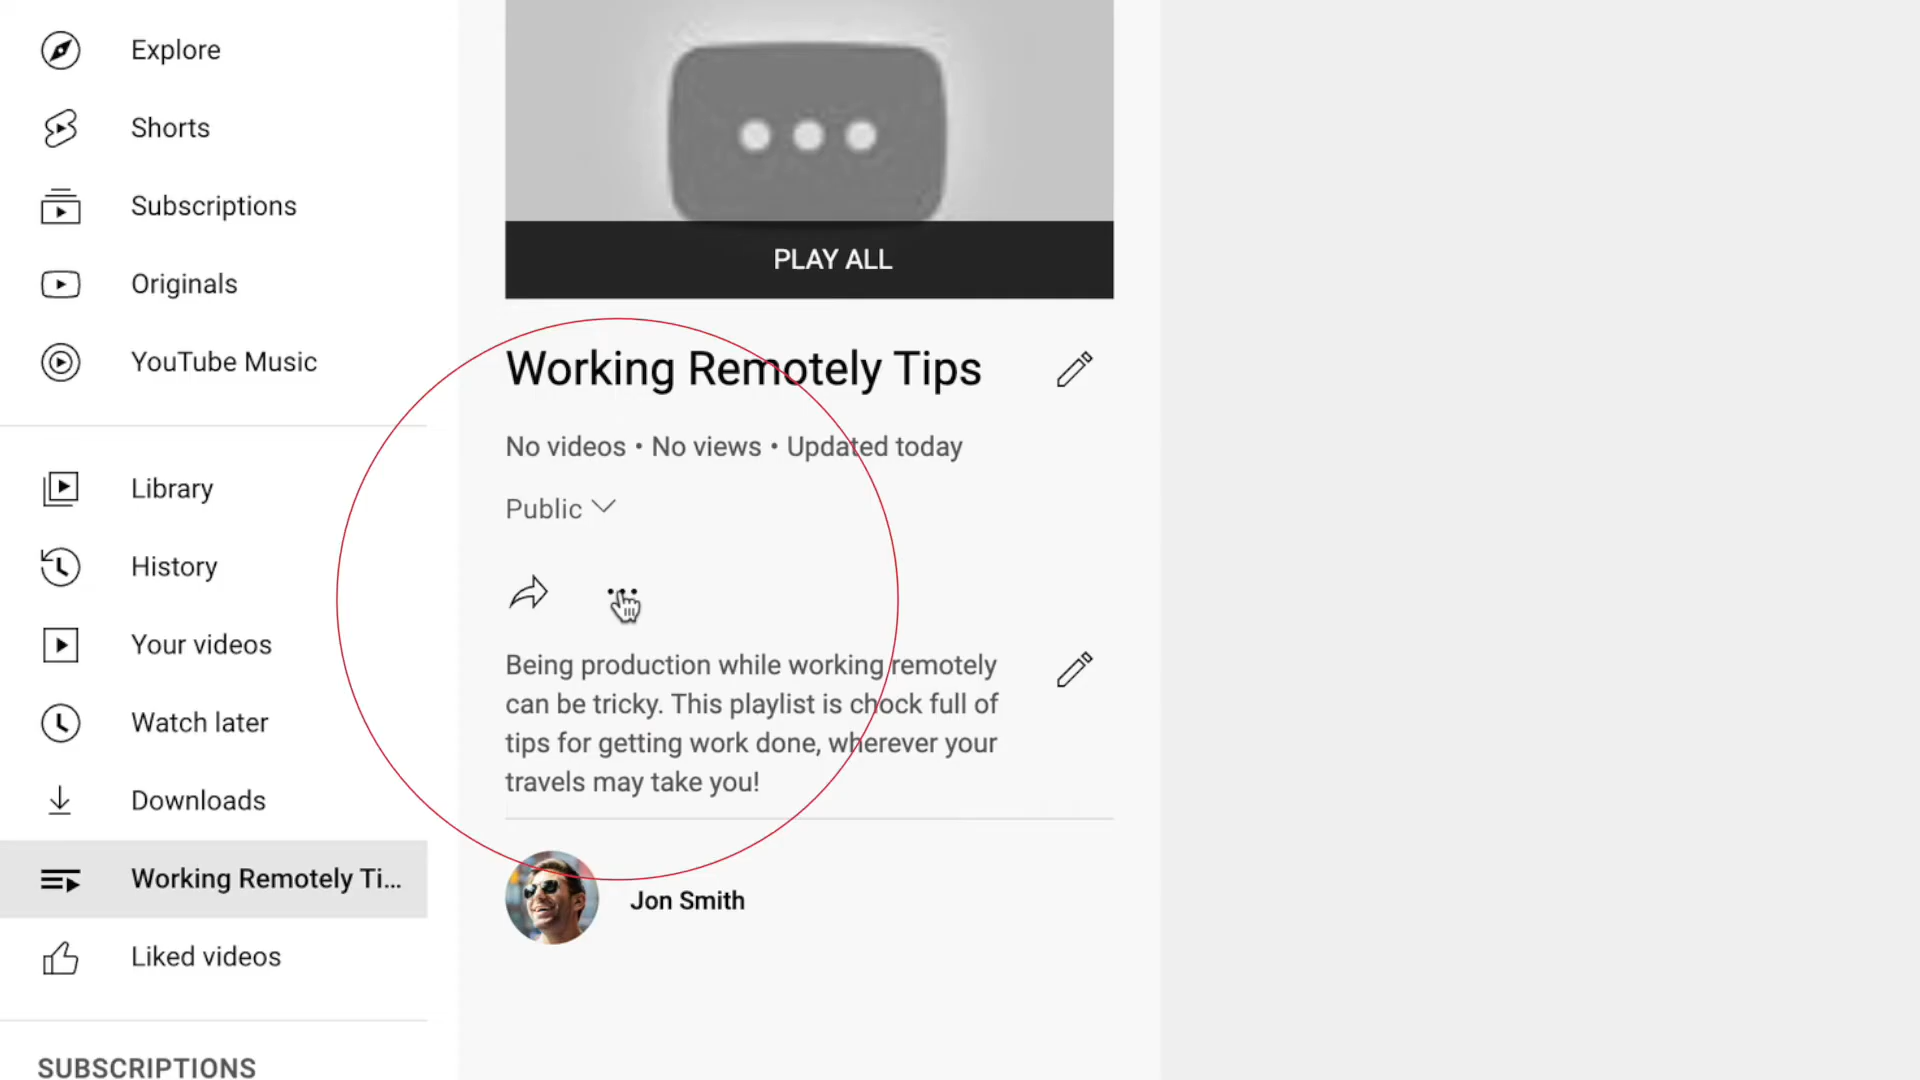 Explore
Shorts
Subscriptions
Originals
YouTube Music
Library
History
Your videos
Watch later
Downloads
Working Remotely Ti...
Liked videos
SUBSCRIPTIONS
PLAY ALL
Working Remotely Tips
No videos • No views • Updated today
Public
Being production while working remotely
can be tricky. This playlist is chock full of
tips for getting work done, wherever your
travels may take you!
Jon Smith